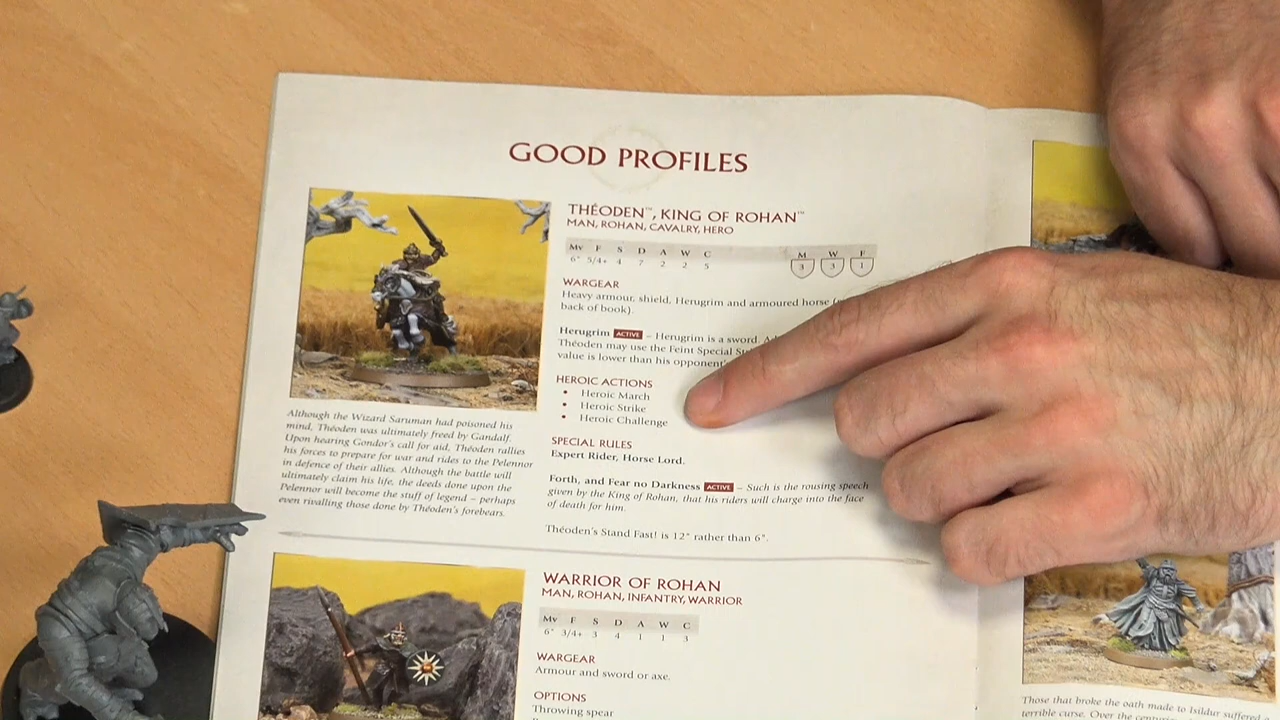 GOOD PROFILES
THÉODEN™, KING OF ROHAN™
MAN, ROHAN, CAVALRY, HERO
Mv F S D A W C
6" 5/4+ 4 7 2 2 5
M W F
3 3 1
WARGEAR
Heavy armour, shield, Herugrim and armoured horse
back of book).
Herugrim ACTIVE – Herugrim is a sword.
Théoden may use the Feint Special
value is lower than his opponent'
HEROIC ACTIONS
• Heroic March
• Heroic Strike
• Heroic Challenge
SPECIAL RULES
Expert Rider, Horse Lord.
Forth, and Fear no Darkness ACTIVE – Such is the rousing speech
given by the King of Rohan, that his riders will charge into the face
of death for him.
Théoden's Stand Fast! is 12" rather than 6".
Although the Wizard Saruman had poisoned his
mind, Théoden was ultimately freed by Gandalf.
Upon hearing Gondor's call for aid, Théoden rallies
his forces to prepare for war and rides to the Pelennor
in defence of their allies. Although the battle will
ultimately claim his life, the deeds done upon the
Pelennor will become the stuff of legend – perhaps
even rivalling those done by Théoden's forebears.
WARRIOR OF ROHAN
MAN, ROHAN, INFANTRY, WARRIOR
Mv F S D A W C
6" 3/4+ 3 4 1 1 3
WARGEAR
Armour and sword or axe.
OPTIONS
Throwing spear
Those that broke the oath made to Isildur suffered
terrible curse. Over the